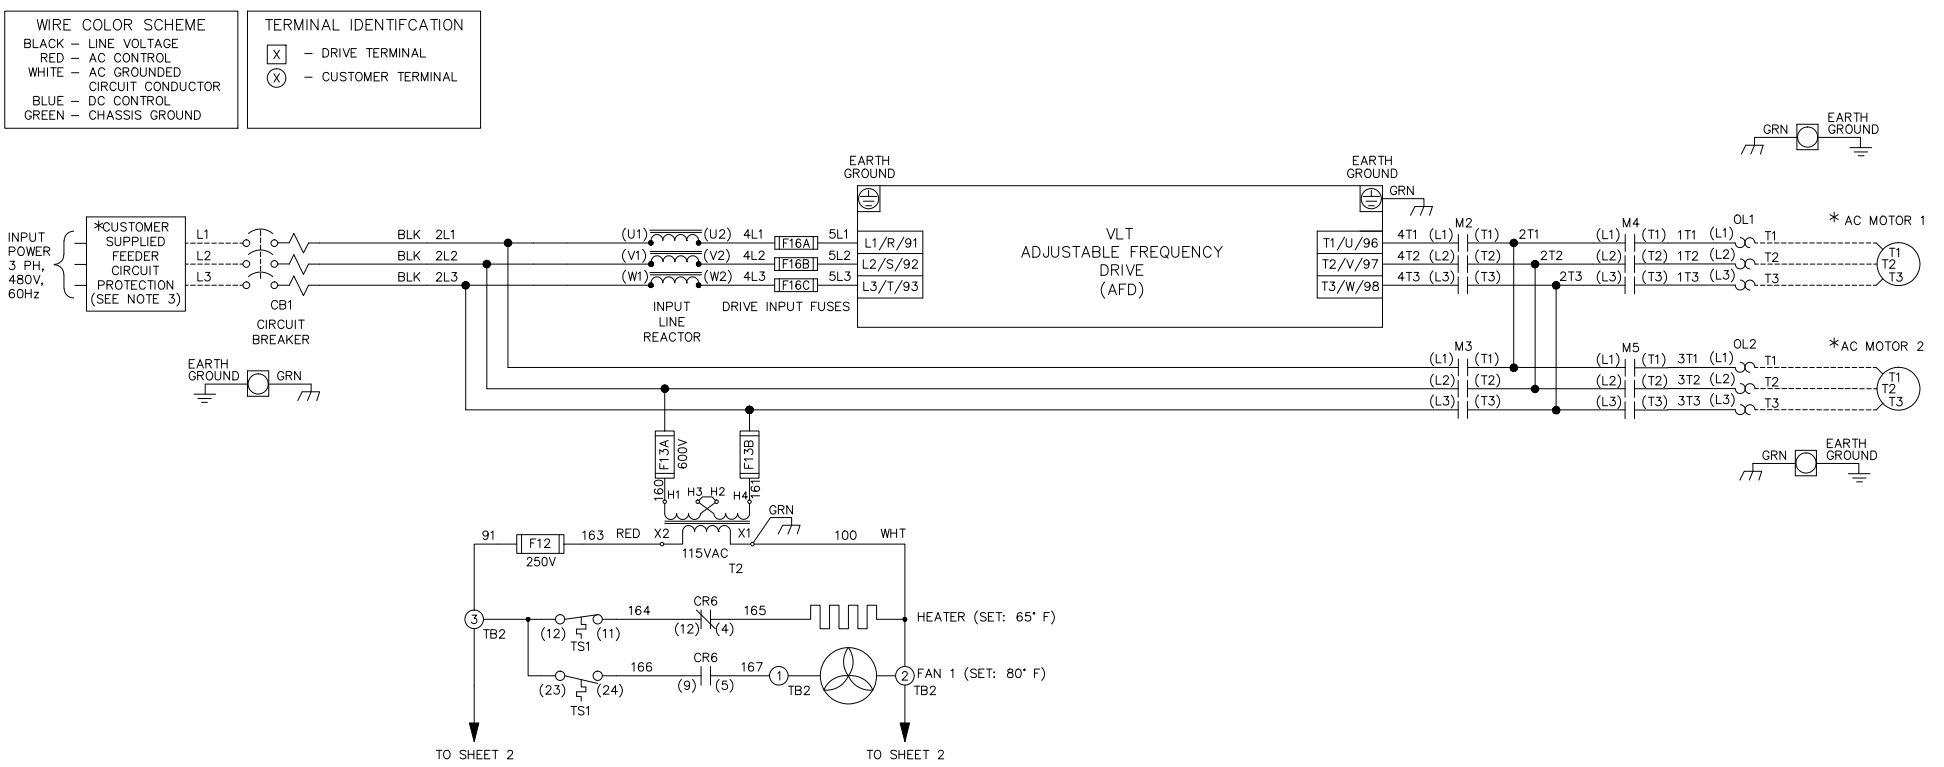 WIRE COLOR SCHEME
BLACK – LINE VOLTAGE
RED – AC CONTROL
WHITE – AC GROUNDED
CIRCUIT CONDUCTOR
BLUE – DC CONTROL
GREEN – CHASSIS GROUND
TERMINAL IDENTIFCATION
X – DRIVE TERMINAL
X – CUSTOMER TERMINAL
EARTH
GROUND
GRN
INPUT
POWER
3 PH,
480V,
60Hz
*CUSTOMER
SUPPLIED
FEEDER
CIRCUIT
PROTECTION
(SEE NOTE 3)
L1
L2
L3
CB1
CIRCUIT
BREAKER
EARTH
GROUND
GRN
BLK 2L1
BLK 2L2
BLK 2L3
(U1) (U2) 4L1 F16A 5L1
(V1) (V2) 4L2 F16B 5L2
(W1) (W2) 4L3 F16C 5L3
INPUT
LINE
REACTOR
DRIVE INPUT FUSES
EARTH
GROUND
L1/R/91
L2/S/92
L3/T/93
VLT
ADJUSTABLE FREQUENCY
DRIVE
(AFD)
EARTH
GROUND
GRN
T1/U/96
T2/V/97
T3/W/98
M2
M4
OL1
* AC MOTOR 1
4T1 (L1) (T1) 2T1 (L1) (T1) 1T1 (L1) T1
4T2 (L2) (T2) 2T2 (L2) (T2) 1T2 (L2) T2
4T3 (L3) (T3) 2T3 (L3) (T3) 1T3 (L3) T3
T1
T2
T3
M3
M5
OL2
*AC MOTOR 2
(L1) (T1) (L1) (T1) 3T1 (L1) T1
(L2) (T2) (L2) (T2) 3T2 (L2) T2
(L3) (T3) (L3) (T3) 3T3 (L3) T3
T1
T2
T3
GRN
EARTH
GROUND
F13A
600V
F13B
160
161
H1 H3 H2 H4
GRN
91 F12 163 RED X2 X1 100 WHT
250V
115VAC
T2
3
TB2
(12) (11)
TS1
164
CR6
(12) (4)
165
HEATER (SET: 65° F)
(23) (24)
TS1
166
CR6
(9) (5)
167
1
TB2
2
TB2
FAN 1 (SET: 80° F)
TO SHEET 2
TO SHEET 2